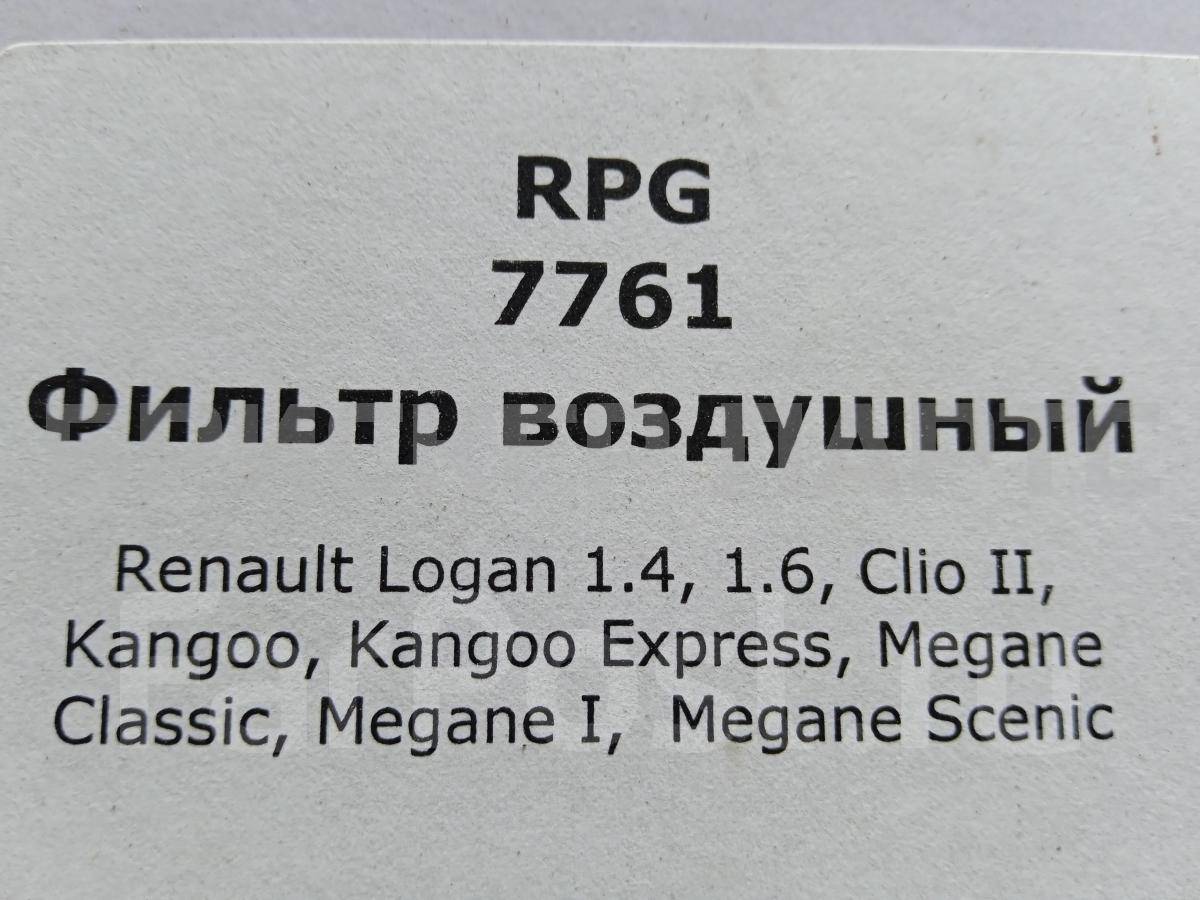 RPG
7761
Фильтр воздушный
Renault Logan 1.4, 1.6, Clio II,
Kangoo, Kangoo Express, Megane
Classic, Megane I, Megane Scenic